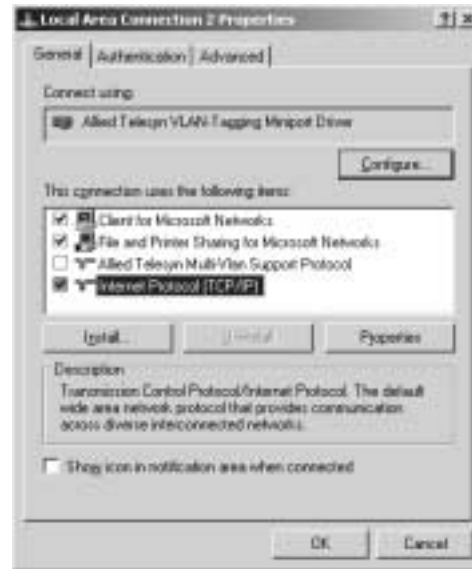 Local Area Connection 2 Properties
General Authentication Advanced
Connect using:
Allied Telesyn VLAN-Tagging Miniport Driver
Configure...
This connection uses the following items:
Client for Microsoft Networks
File and Printer Sharing for Microsoft Networks
Allied Telesyn Multi-Vlan Support Protocol
Internet Protocol (TCP/IP)
Install... Uninstall Properties
Description
Transmission Control Protocol/Internet Protocol. The default
wide area network protocol that provides communication
across diverse interconnected networks.
Show icon in notification area when connected
OK Cancel